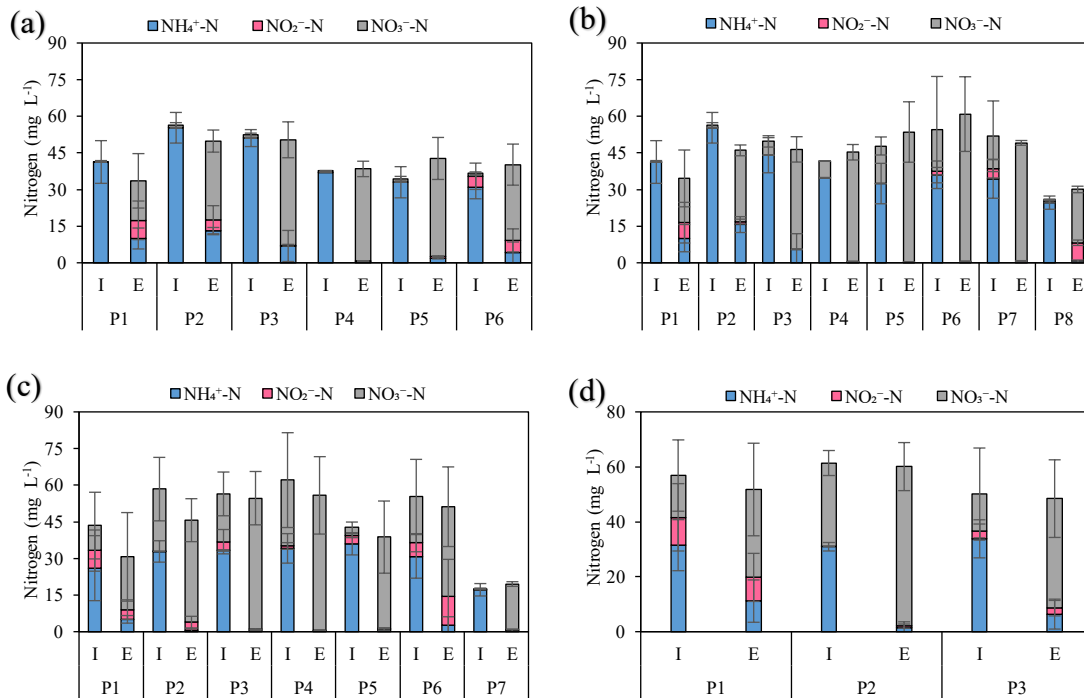 (a)
NH₄⁺-N NO₂⁻-N NO₃⁻-N
Nitrogen (mg L⁻¹)
90
75
60
45
30
15
0
I E I E I E I E I E I E
P1 P2 P3 P4 P5 P6
(b)
NH₄⁺-N NO₂⁻-N NO₃⁻-N
Nitrogen (mg L⁻¹)
90
75
60
45
30
15
0
I E I E I E I E I E I E I E I E
P1 P2 P3 P4 P5 P6 P7 P8
(c)
NH₄⁺-N NO₂⁻-N NO₃⁻-N
Nitrogen (mg L⁻¹)
90
75
60
45
30
15
0
I E I E I E I E I E I E I E
P1 P2 P3 P4 P5 P6 P7
(d)
NH₄⁺-N NO₂⁻-N NO₃⁻-N
Nitrogen (mg L⁻¹)
80
60
40
20
0
I E I E I E
P1 P2 P3